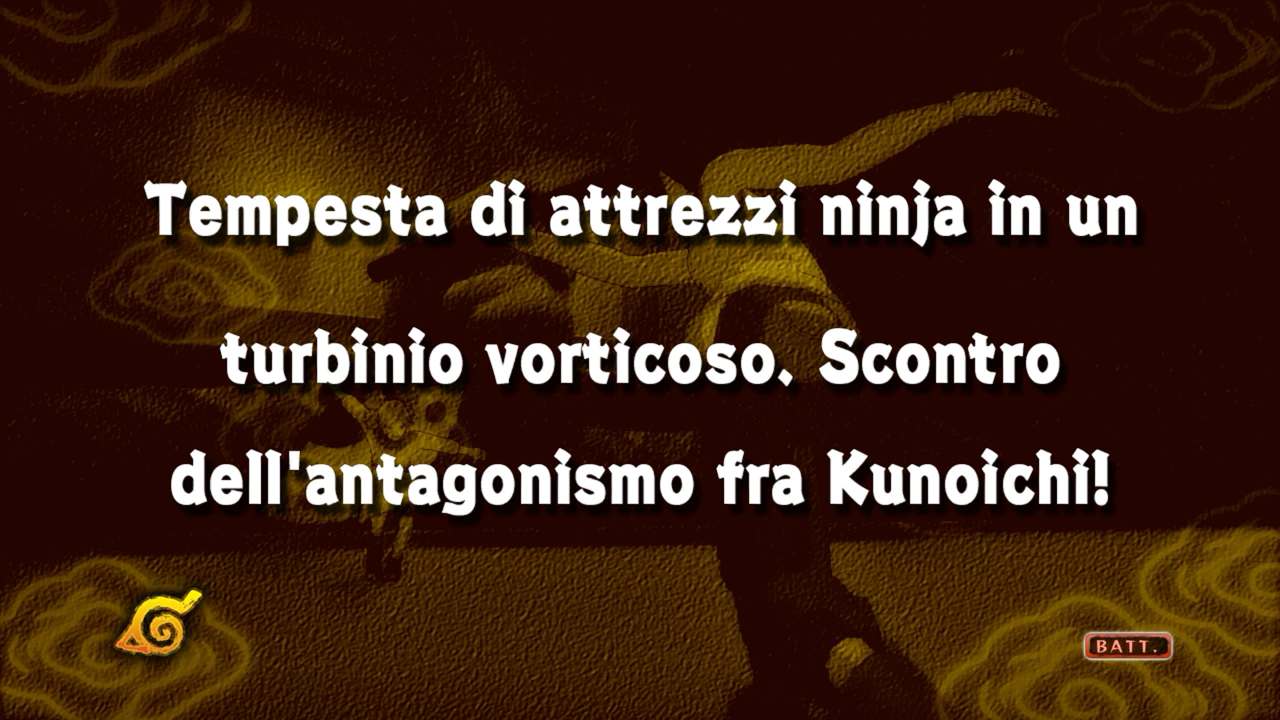 Tempesta di attrezzi ninja in un
turbinio vorticoso. Scontro
dell'antagonismo fra Kunoichi!
BATT.